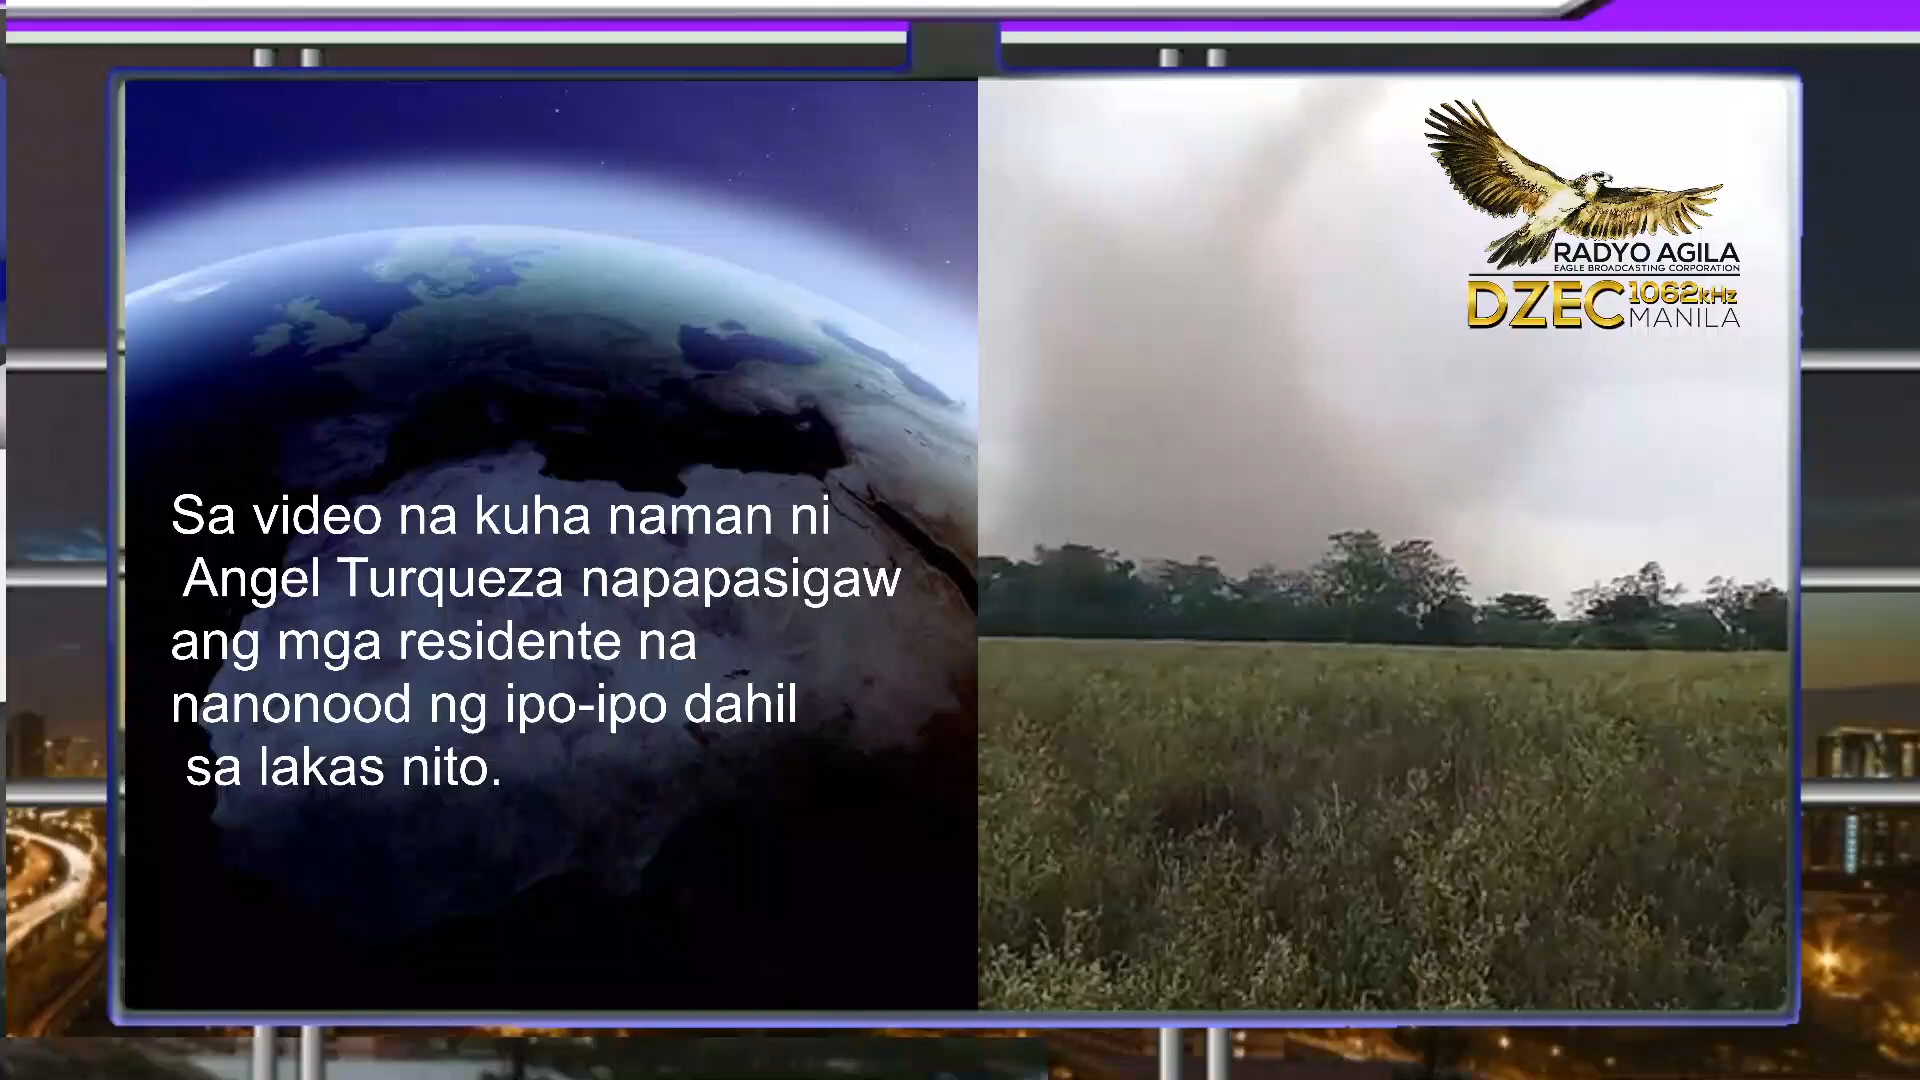 RADYO AGILA
EAGLE BROADCASTING CORPORATION
DZEC 1062kHz
MANILA
Sa video na kuha naman ni
Angel Turqueza napapasigaw
ang mga residente na
nanonood ng ipo-ipo dahil
sa lakas nito.